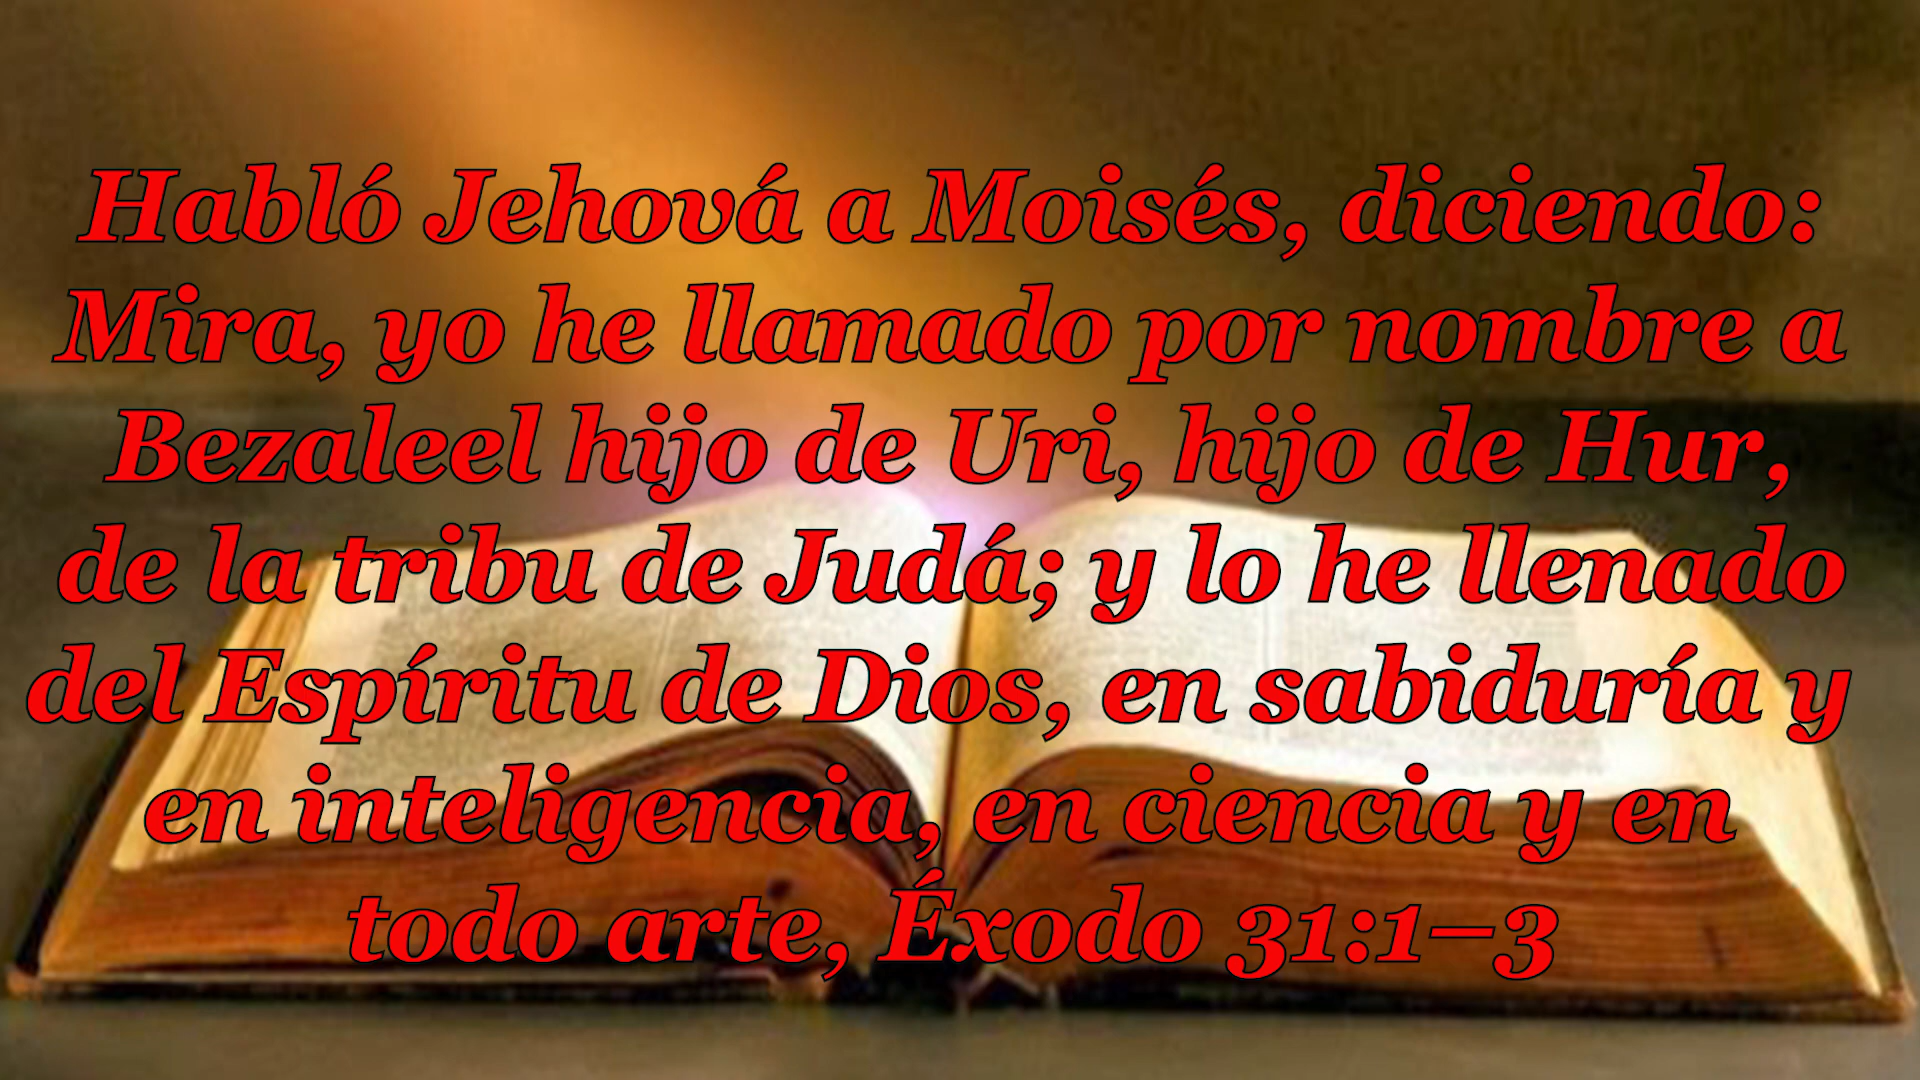 Habló Jehová a Moisés, diciendo:
Mira, yo he llamado por nombre a
Bezaleel hijo de Uri, hijo de Hur,
de la tribu de Judá; y lo he llenado
del Espíritu de Dios, en sabiduría y
en inteligencia, en ciencia y en
todo arte, Éxodo 31:1–3